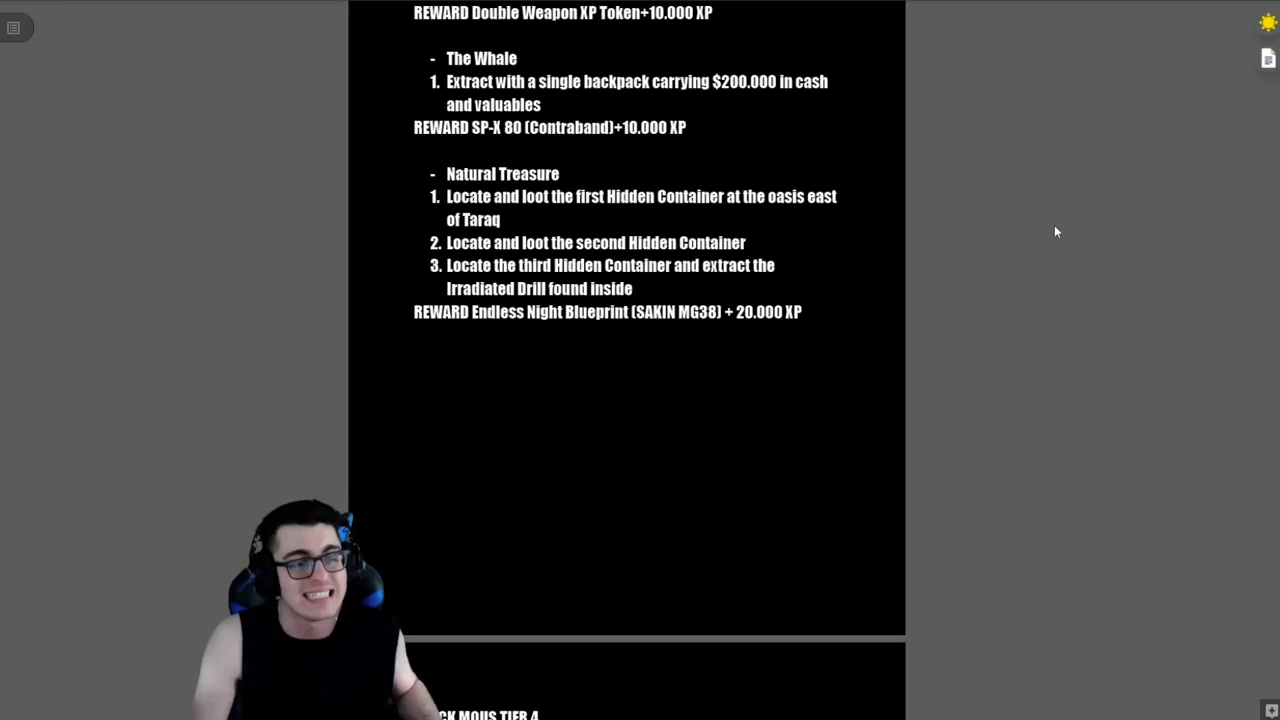 REWARD Double Weapon XP Token+10.000 XP
- The Whale
1. Extract with a single backpack carrying $200.000 in cash
and valuables
REWARD SP-X 80 (Contraband)+10.000 XP
- Natural Treasure
1. Locate and loot the first Hidden Container at the oasis east
of Taraq
2. Locate and loot the second Hidden Container
3. Locate the third Hidden Container and extract the
Irradiated Drill found inside
REWARD Endless Night Blueprint (SAKIN MG38) + 20.000 XP
CK MOUS TIER 4